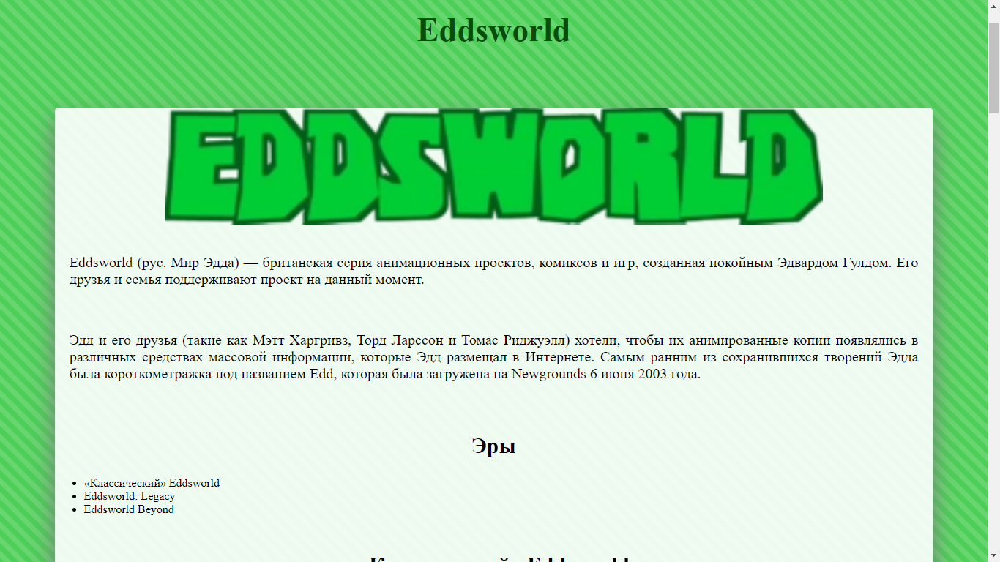 Eddsworld
EDDSWORLD
Eddsworld (рус. Мир Эдда) — британская серия анимационных проектов, комиксов и игр, созданная покойным Эдвардом Гулдом. Его
друзья и семья поддерживают проект на данный момент.
Эдд и его друзья (такие как Мэтт Харгривз, Торд Ларссон и Томас Риджуэлл) хотели, чтобы их анимированные копии появлялись в
различных средствах массовой информации, которые Эдд размещал в Интернете. Самым ранним из сохранившихся творений Эдда
была короткометражка под названием Edd, которая была загружена на Newgrounds 6 июня 2003 года.
Эры
«Классический» Eddsworld
Eddsworld: Legacy
Eddsworld Beyond